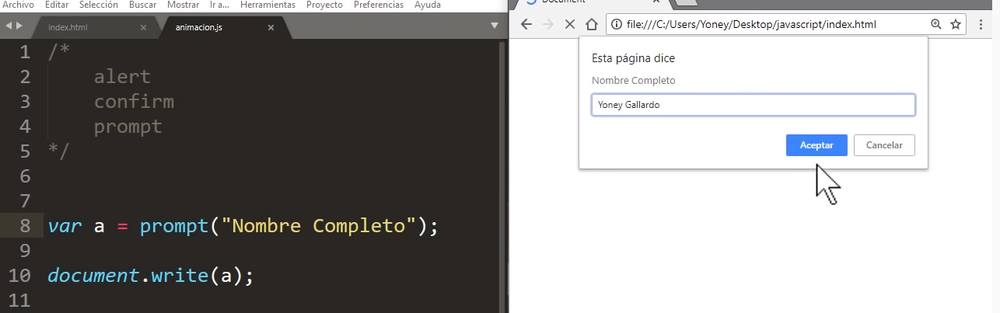 Archivo Editar Selección Buscar Mostrar Ir a... Herramientas Proyecto Preferencias Ayuda
index.html animacion.js
1 /*
2 alert
3 confirm
4 prompt
5 */
6
7
8 var a = prompt("Nombre Completo");
9
10 document.write(a);
11
Document
file:///C:/Users/Yoney/Desktop/javascript/index.html
Esta página dice
Nombre Completo
Yoney Gallardo
Aceptar Cancelar